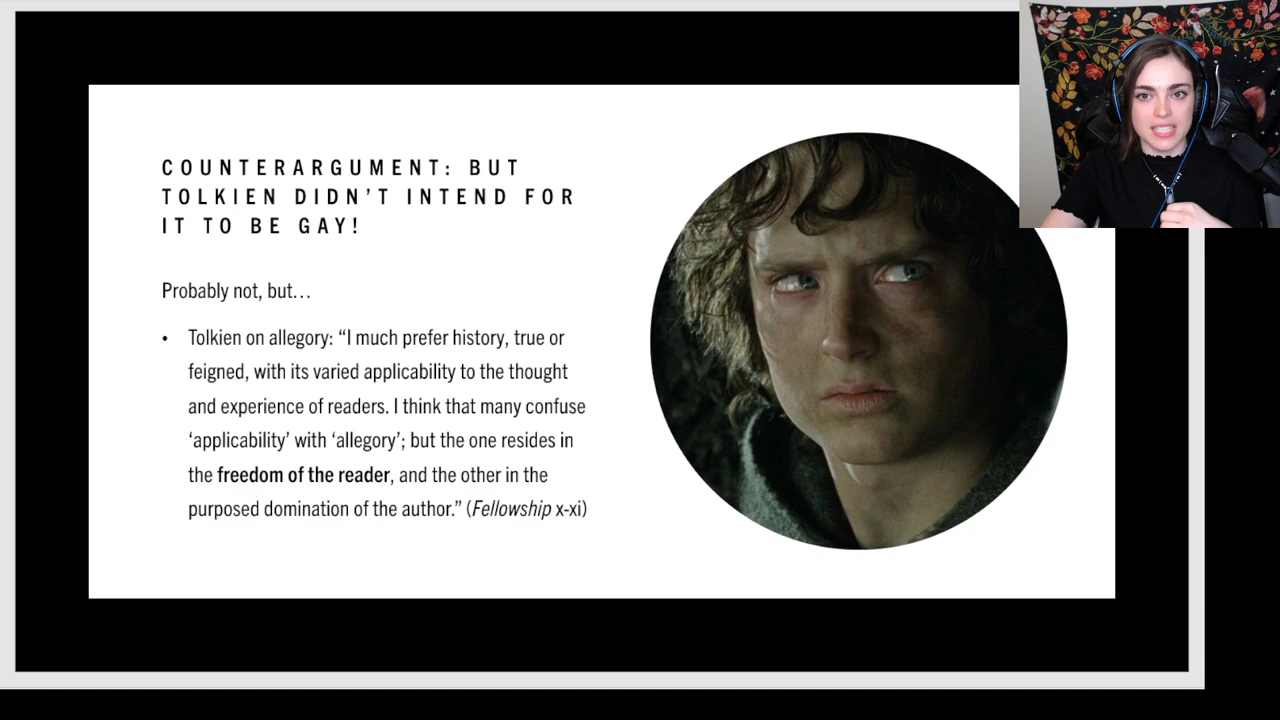 COUNTERARGUMENT: BUT
TOLKIEN DIDN’T INTEND FOR
IT TO BE GAY!
Probably not, but…
• Tolkien on allegory: “I much prefer history, true or
feigned, with its varied applicability to the thought
and experience of readers. I think that many confuse
‘applicability’ with ‘allegory’; but the one resides in
the freedom of the reader, and the other in the
purposed domination of the author.” (Fellowship x-xi)